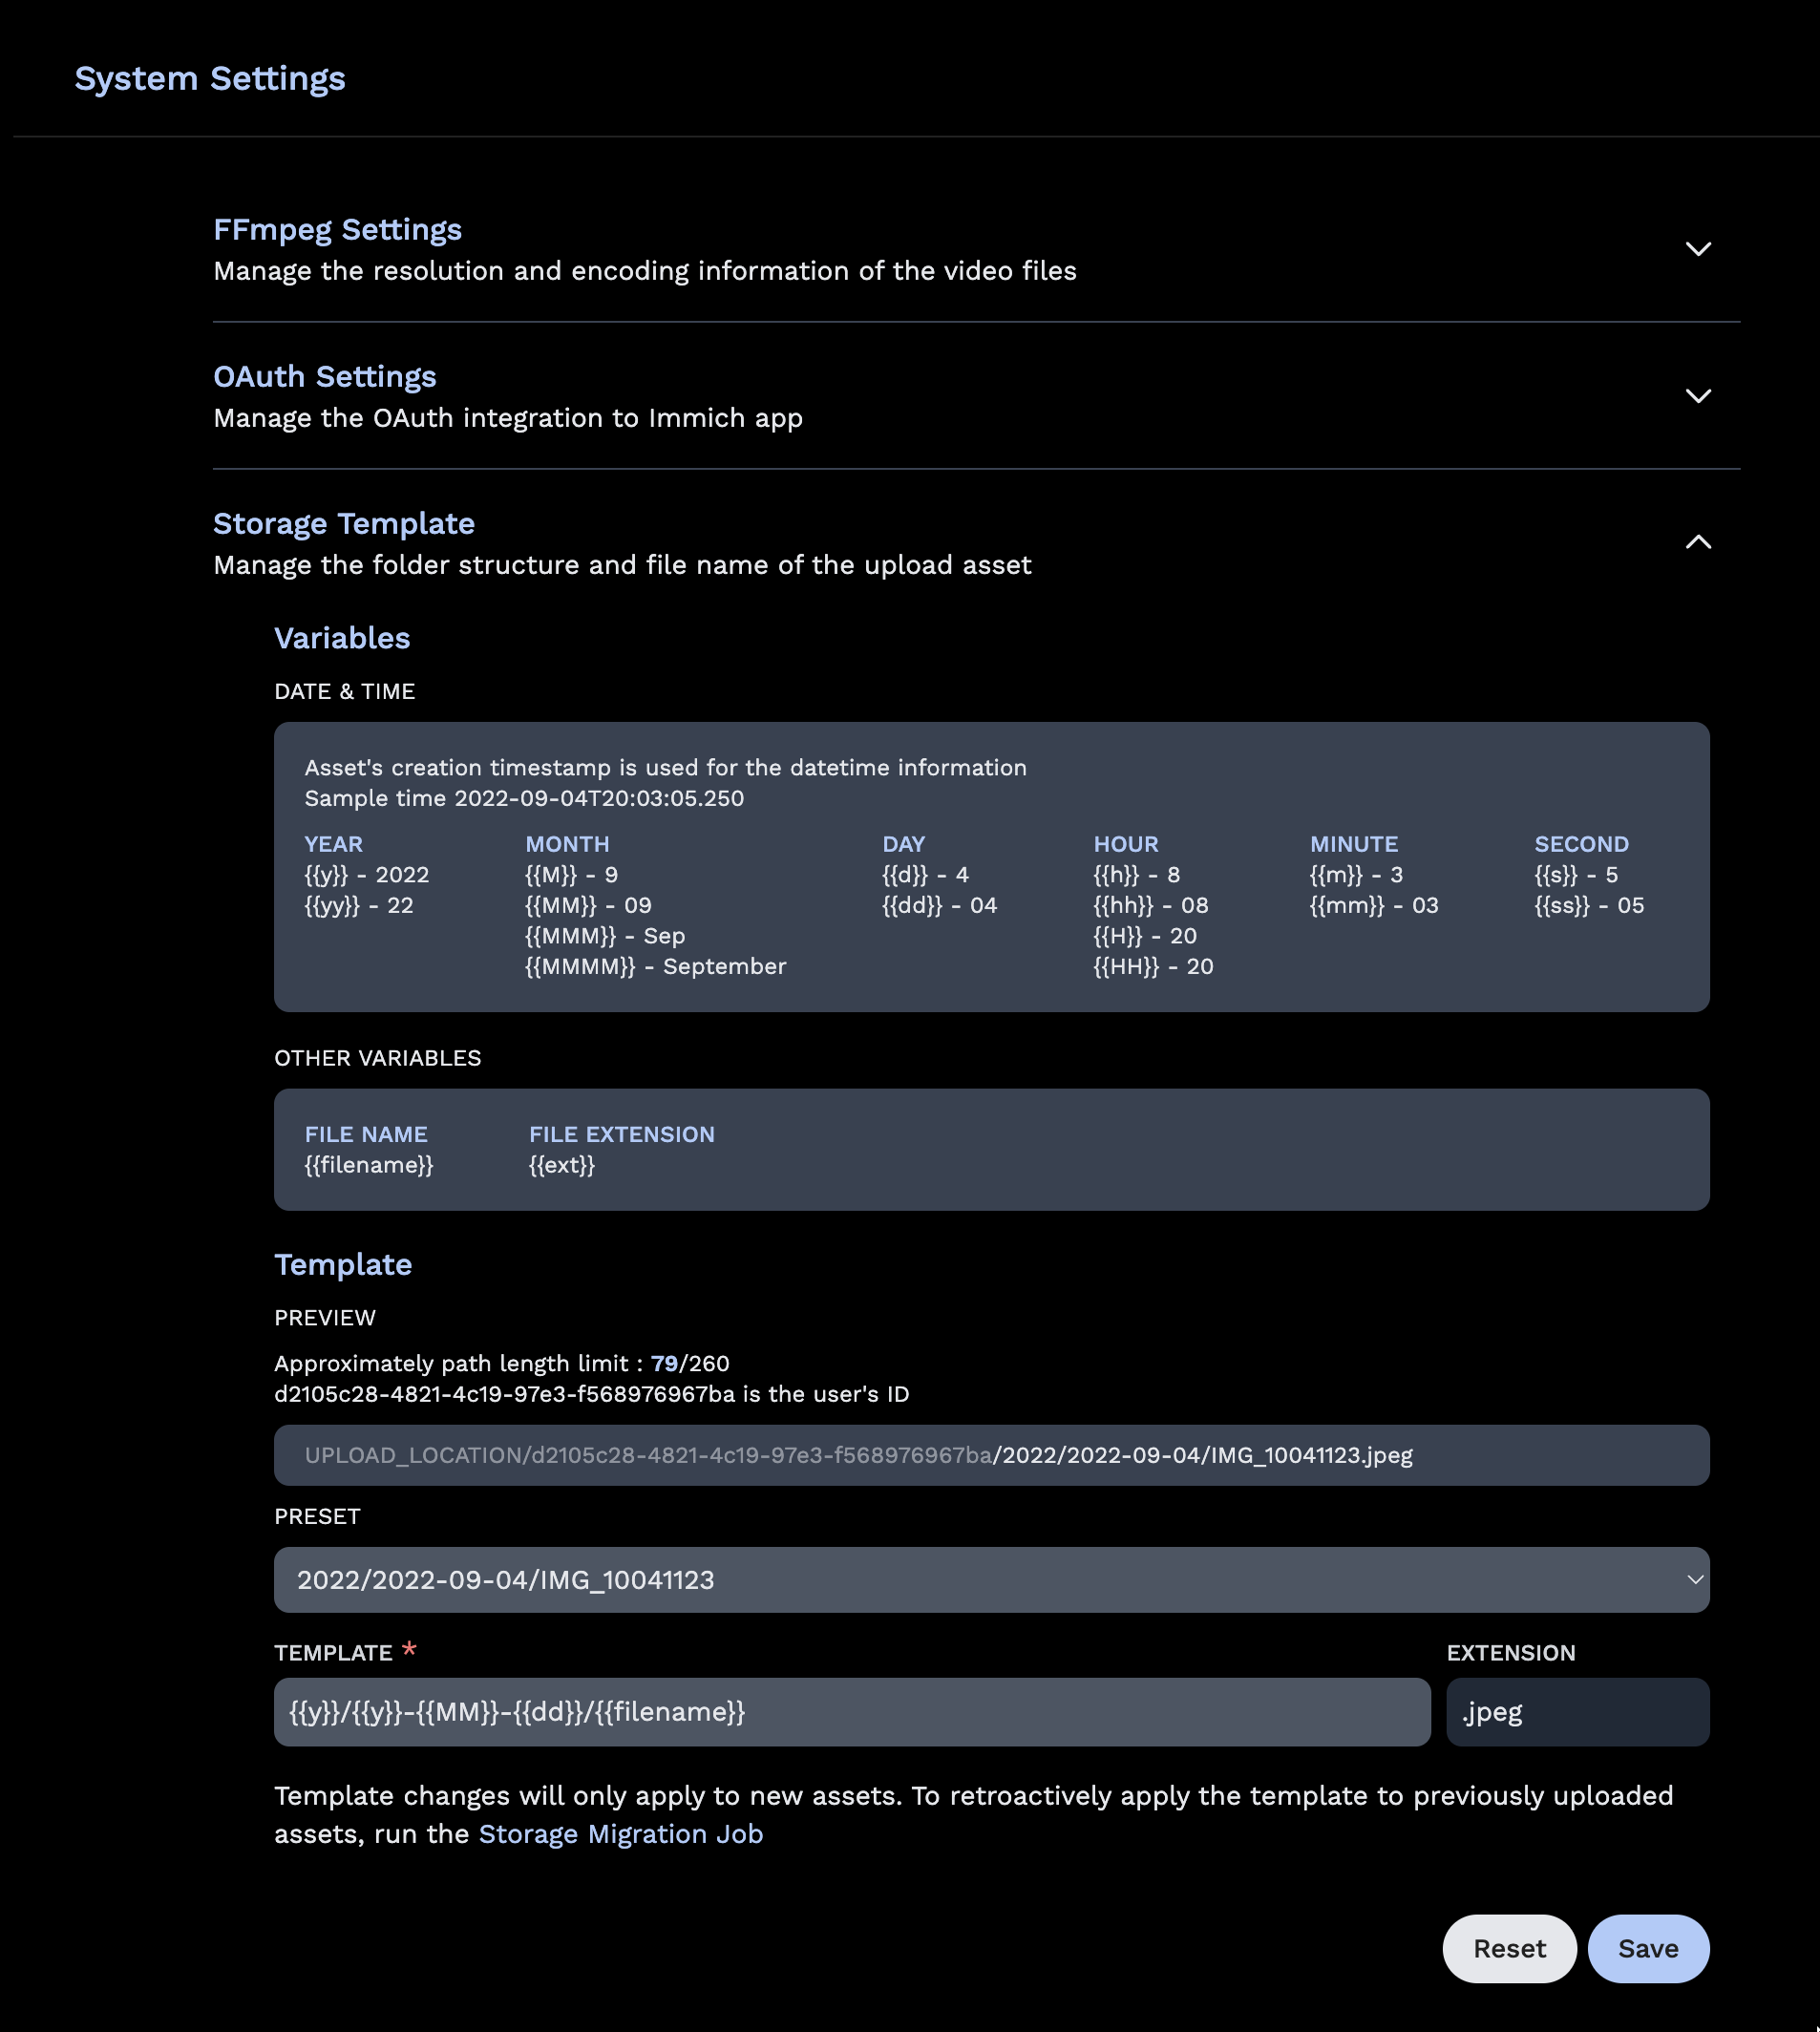 System Settings
FFmpeg Settings
Manage the resolution and encoding information of the video files
OAuth Settings
Manage the OAuth integration to Immich app
Storage Template
Manage the folder structure and file name of the upload asset
Variables
DATE & TIME
Asset's creation timestamp is used for the datetime information
Sample time 2022-09-04T20:03:05.250
YEAR
{{y}} - 2022
{{yy}} - 22
MONTH
{{M}} - 9
{{MM}} - 09
{{MMM}} - Sep
{{MMMM}} - September
DAY
{{d}} - 4
{{dd}} - 04
HOUR
{{h}} - 8
{{hh}} - 08
{{H}} - 20
{{HH}} - 20
MINUTE
{{m}} - 3
{{mm}} - 03
SECOND
{{s}} - 5
{{ss}} - 05
OTHER VARIABLES
FILE NAME
{{filename}}
FILE EXTENSION
{{ext}}
Template
PREVIEW
Approximately path length limit : 79/260
d2105c28-4821-4c19-97e3-f568976967ba is the user's ID
UPLOAD_LOCATION/d2105c28-4821-4c19-97e3-f568976967ba/2022/2022-09-04/IMG_10041123.jpeg
PRESET
2022/2022-09-04/IMG_10041123
TEMPLATE *
{{y}}/{{y}}-{{MM}}-{{dd}}/{{filename}}
EXTENSION
.jpeg
Template changes will only apply to new assets. To retroactively apply the template to previously uploaded
assets, run the Storage Migration Job
Reset
Save